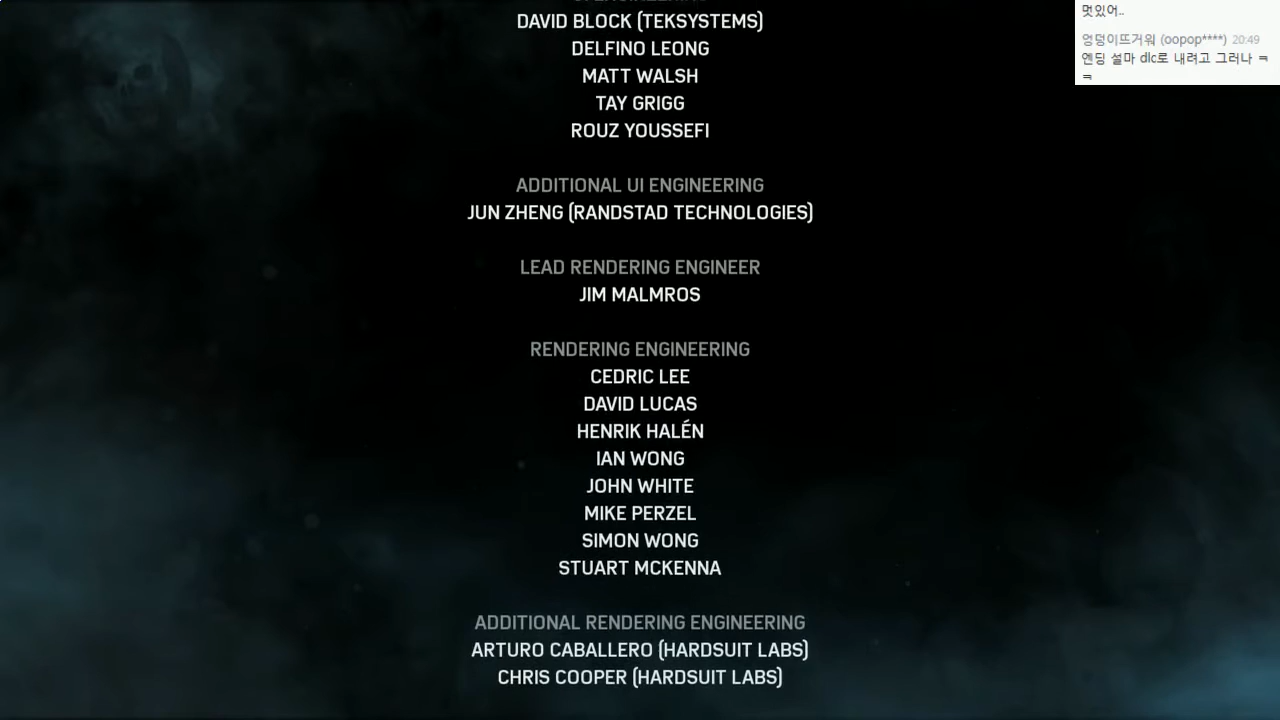 DAVID BLOCK (TEKSYSTEMS)
DELFINO LEONG
MATT WALSH
TAY GRIGG
ROUZ YOUSSEFI
ADDITIONAL UI ENGINEERING
JUN ZHENG (RANDSTAD TECHNOLOGIES)
LEAD RENDERING ENGINEER
JIM MALMROS
RENDERING ENGINEERING
CEDRIC LEE
DAVID LUCAS
HENRIK HALÉN
IAN WONG
JOHN WHITE
MIKE PERZEL
SIMON WONG
STUART MCKENNA
ADDITIONAL RENDERING ENGINEERING
ARTURO CABALLERO (HARDSUIT LABS)
CHRIS COOPER (HARDSUIT LABS)
멋있어..
엉덩이뜨거워 (oopop****) 20:49
엔딩 설마 dlc로 내려고 그러나 ㅋ
ㅋ